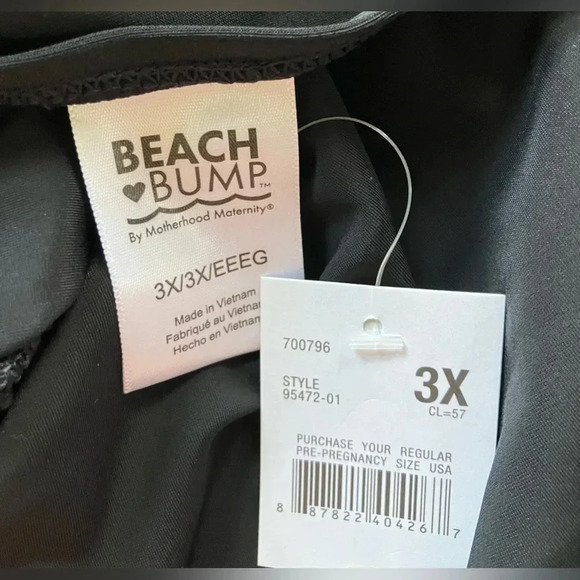 BEACH
♥BUMP™
By Motherhood Maternity®
3X/3X/EEEG
Made in Vietnam
Fabriqué au Vietnam
Hecho en Vietnam
700796
STYLE
95472-01
3X
CL=57
PURCHASE YOUR REGULAR
PRE-PREGNANCY SIZE USA
8 87822 40426 7